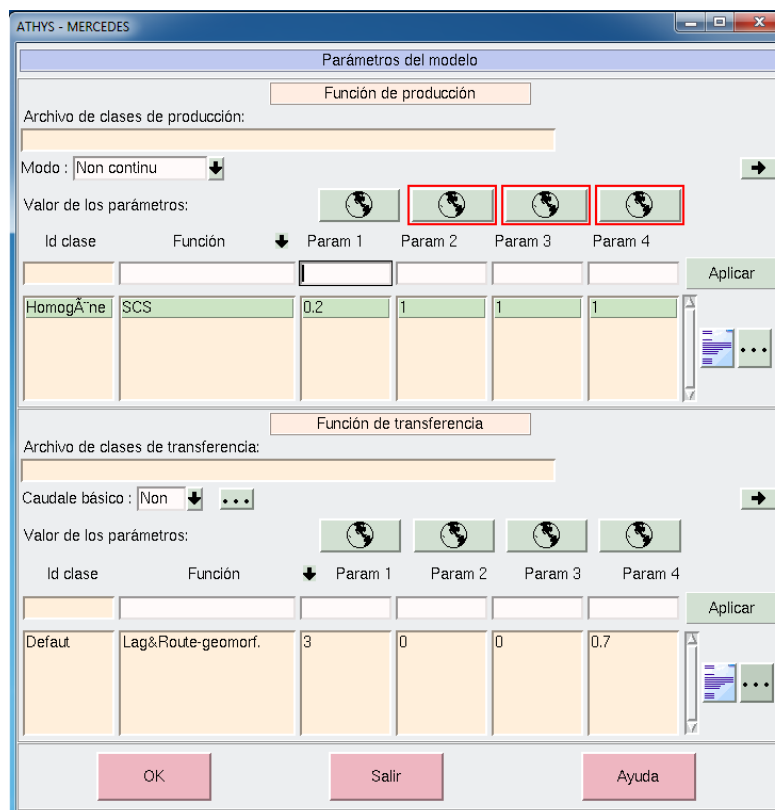 ATHYS - MERCEDES
Parámetros del modelo
Función de producción
Archivo de clases de producción:
Modo : Non continu
Valor de los parámetros:
Id clase Función Param 1 Param 2 Param 3 Param 4
Aplicar
HomogÃ¨ne SCS 0.2 1 1 1
...
Función de transferencia
Archivo de clases de transferencia:
Caudale básico : Non ...
Valor de los parámetros:
Id clase Función Param 1 Param 2 Param 3 Param 4
Aplicar
Defaut Lag&Route-geomorf. 3 0 0 0.7
...
OK Salir Ayuda